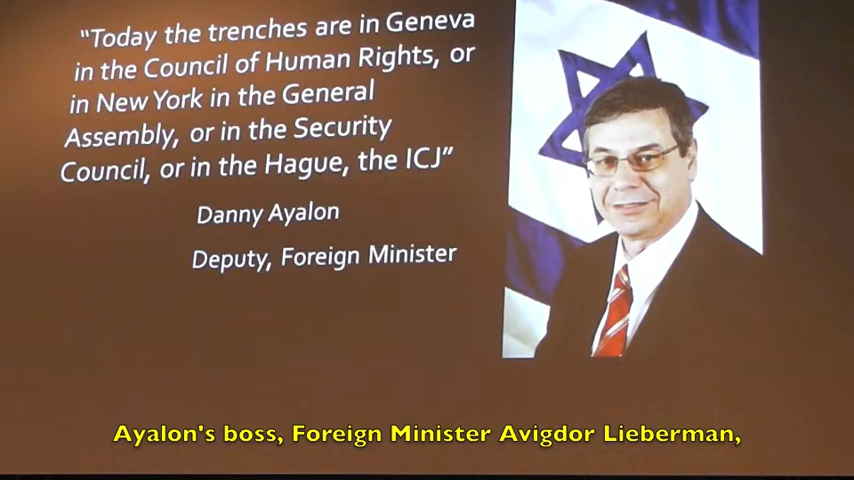 “Today the trenches are in Geneva
in the Council of Human Rights, or
in New York in the General
Assembly, or in the Security
Council, or in the Hague, the ICJ”
Danny Ayalon
Deputy, Foreign Minister
Ayalon's boss, Foreign Minister Avigdor Lieberman,